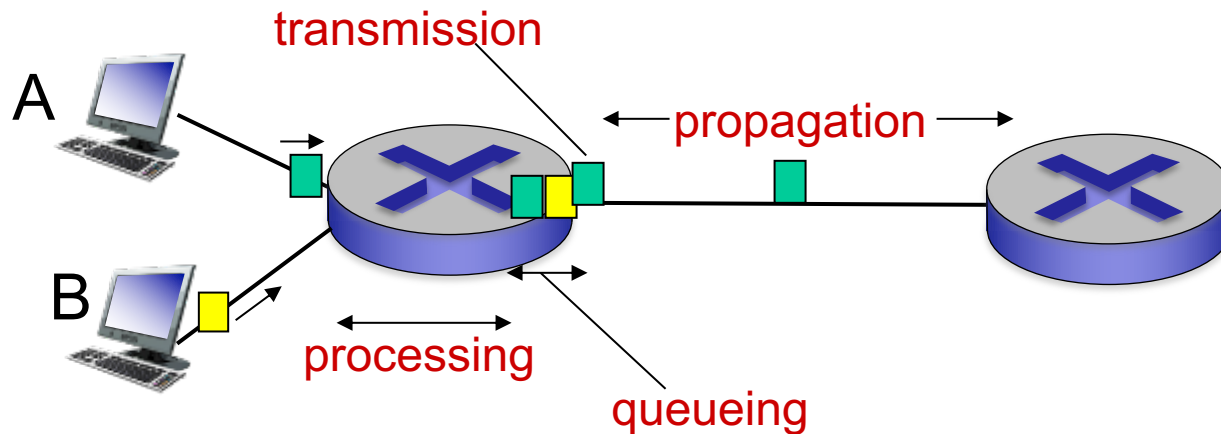 transmission
A
propagation
B
processing
queueing